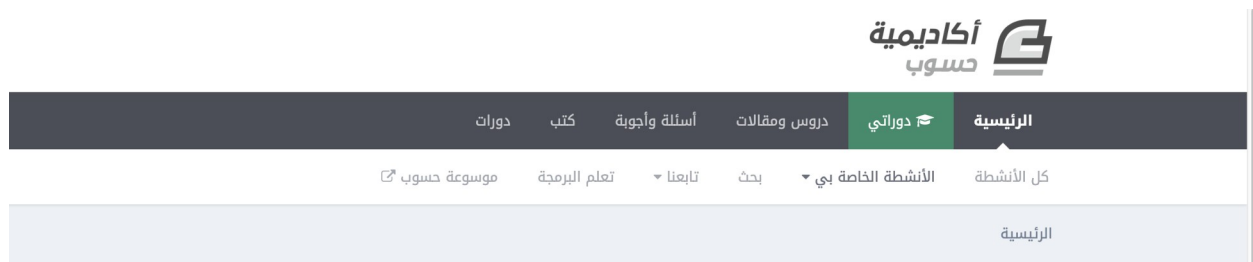 أكاديمية
حسوب
الرئيسية دوراتي دروس ومقالات أسئلة وأجوبة كتب دورات
كل الأنشطة الأنشطة الخاصة بي بحث تابعنا تعلم البرمجة موسوعة حسوب
الرئيسية